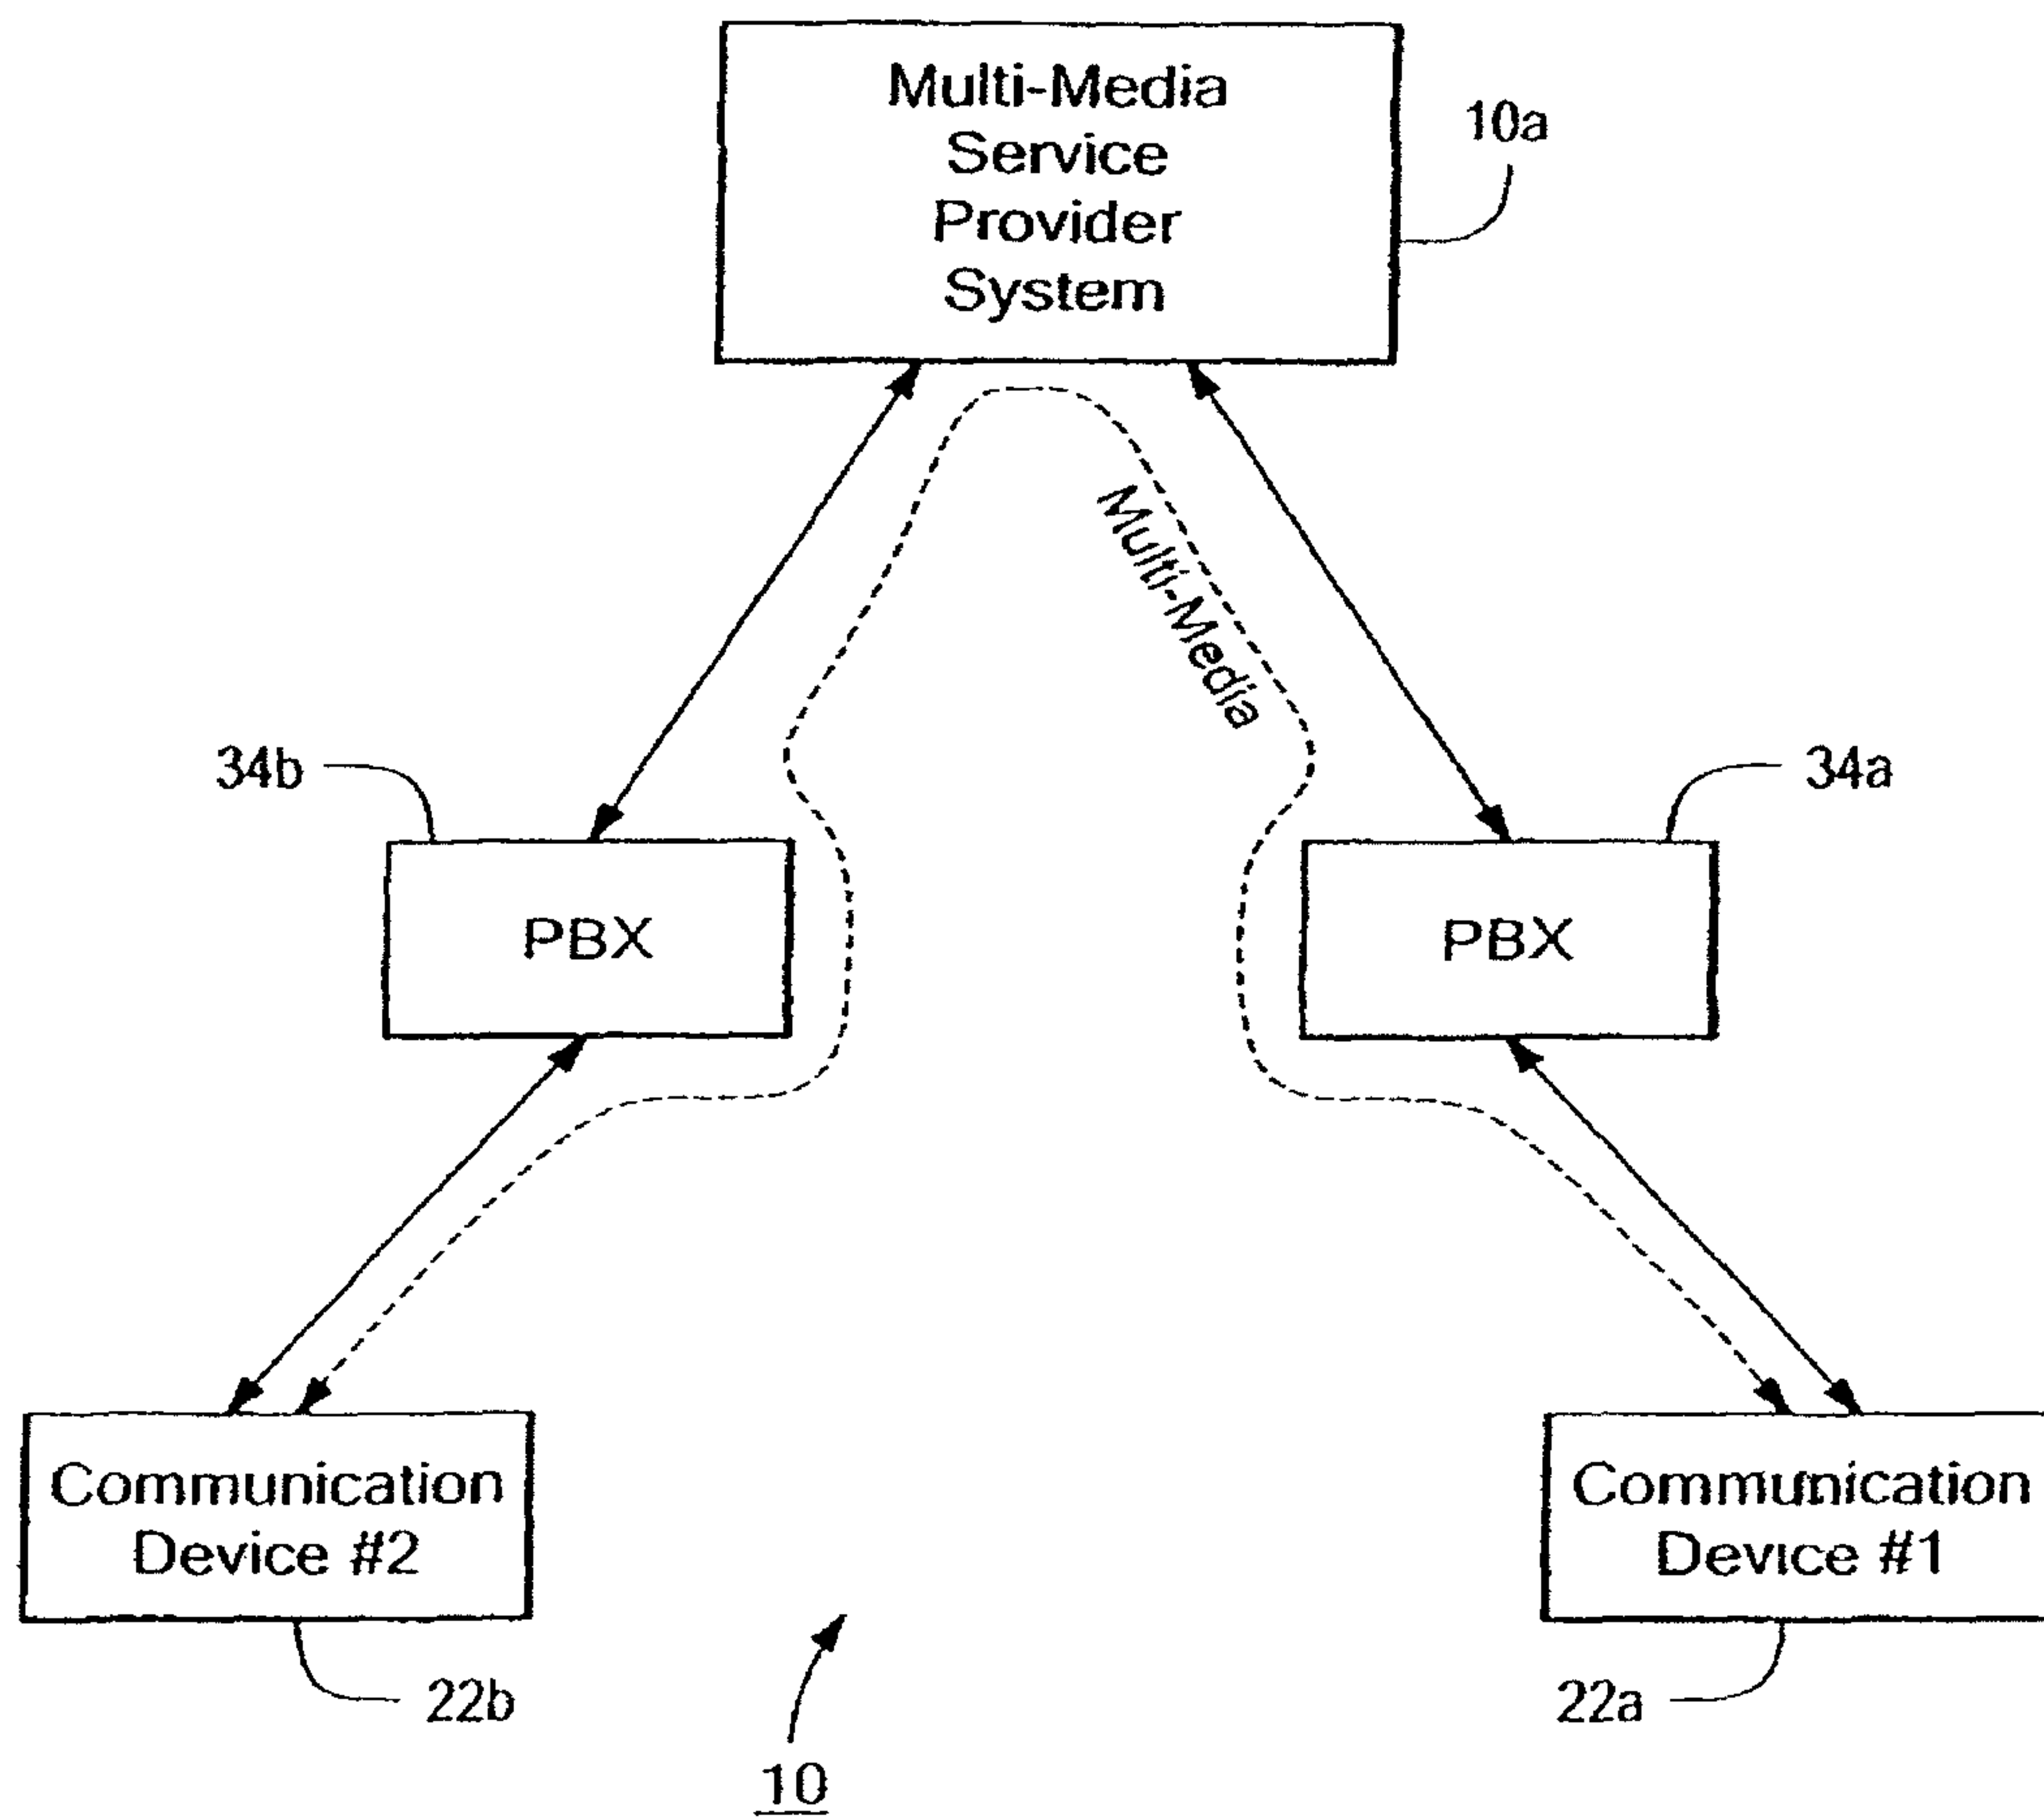 Multi-Media
Service
Provider
System
10a
Multi-Media
34b
34a
PBX
PBX
Communication
Device #2
Communication
Device #1
22b
22a
10